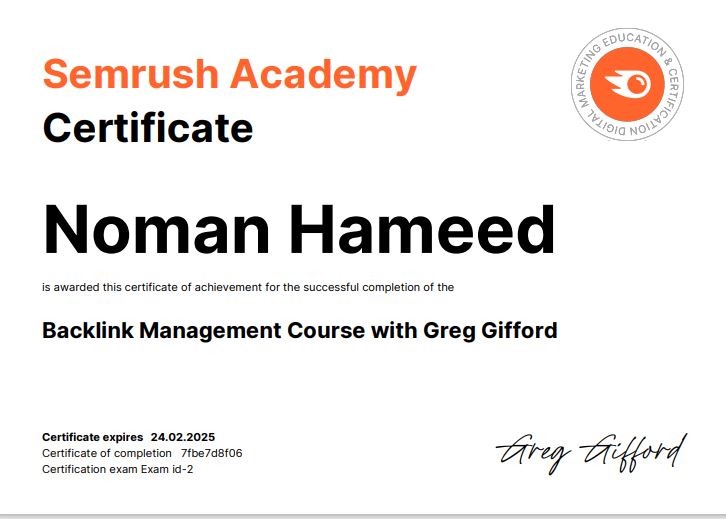 Semrush Academy
Certificate
DIGITAL MARKETING EDUCATION & CERTIFICATION
Noman Hameed
is awarded this certificate of achievement for the successful completion of the
Backlink Management Course with Greg Gifford
Certificate expires 24.02.2025
Certificate of completion 7fbe7d8f06
Certification exam Exam id-2
Greg Gifford